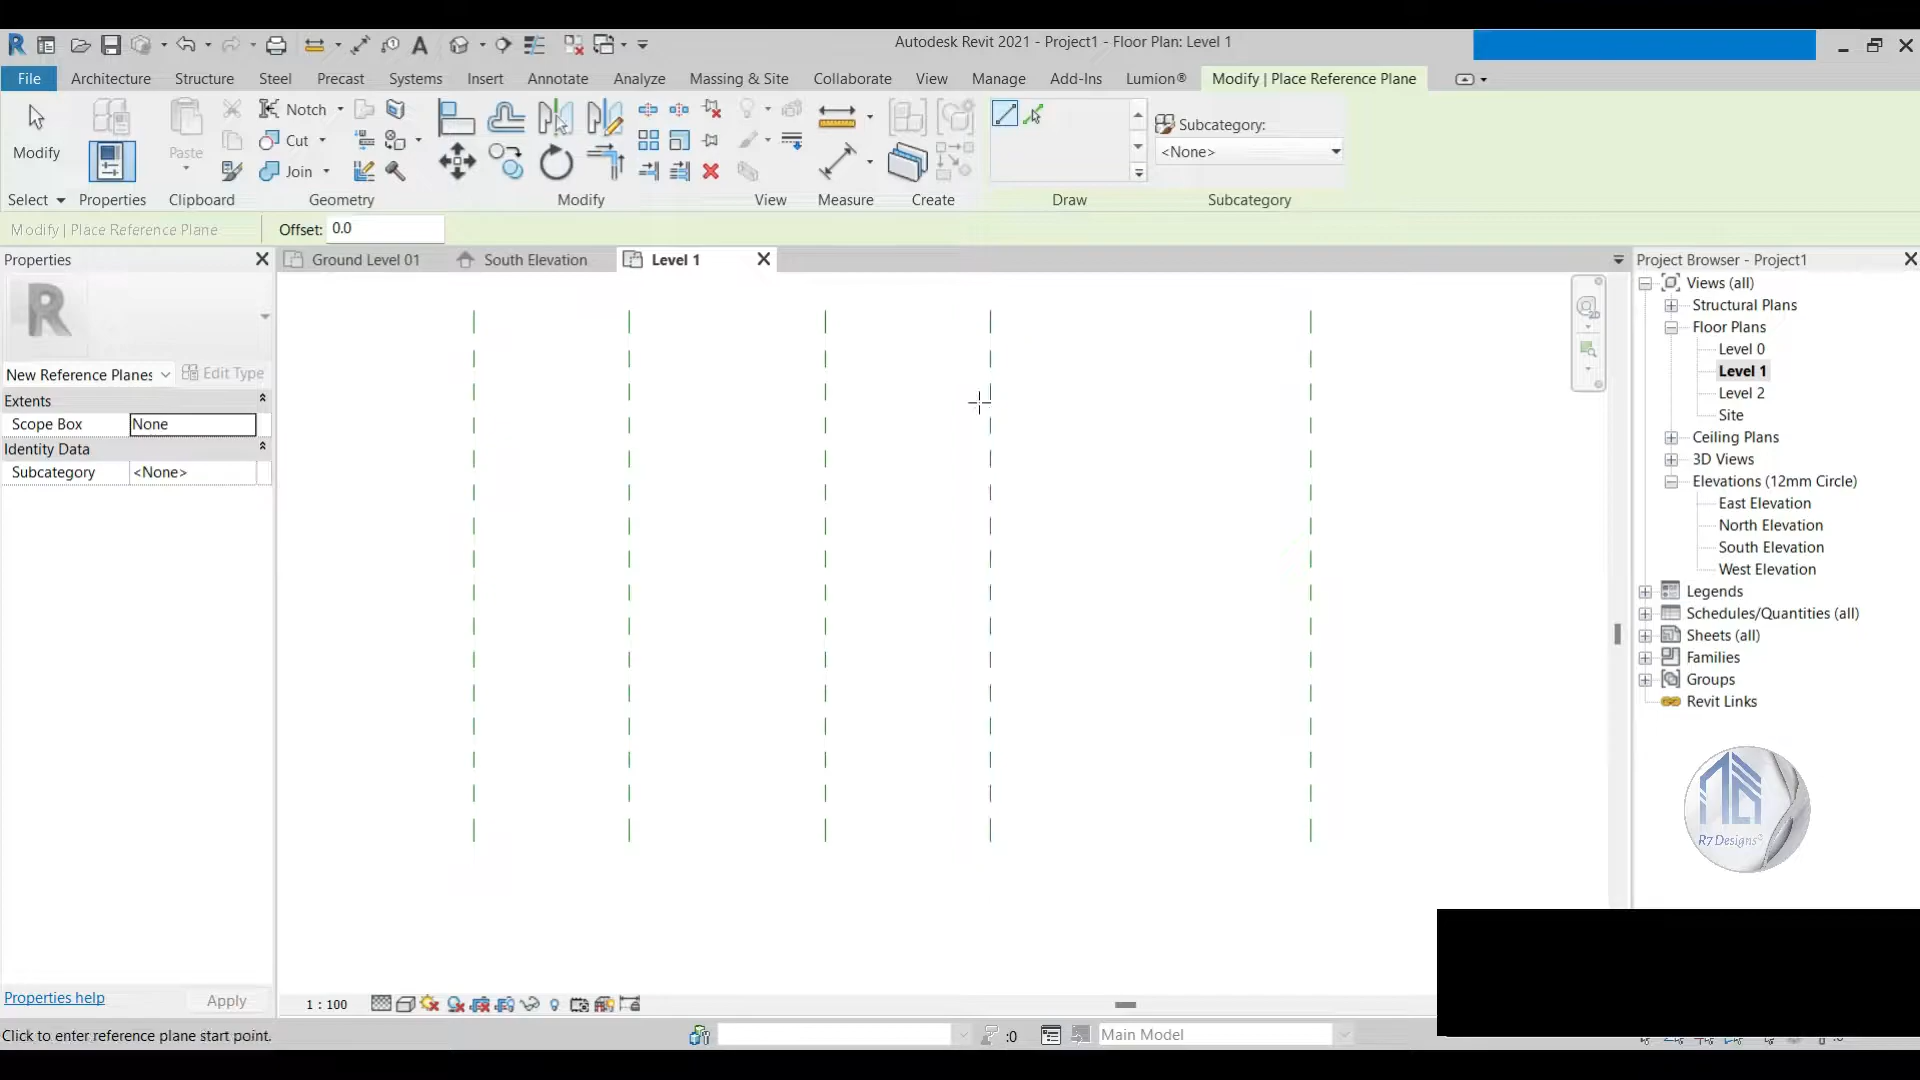 Autodesk Revit 2021 - Project1 - Floor Plan: Level 1
File Architecture Structure Steel Precast Systems Insert Annotate Analyze Massing & Site Collaborate View Manage Add-Ins Lumion® Modify | Place Reference Plane
Modify
Paste
Notch
Cut
Join
Subcategory:
<None>
Select Properties Clipboard Geometry Modify View Measure Create Draw Subcategory
Modify | Place Reference Plane Offset: 0.0
Properties
Ground Level 01 South Elevation Level 1
Project Browser - Project1
R
New Reference Planes Edit Type
Extents
Scope Box None
Identity Data
Subcategory <None>
Views (all)
Structural Plans
Floor Plans
Level 0
Level 1
Level 2
Site
Ceiling Plans
3D Views
Elevations (12mm Circle)
East Elevation
North Elevation
South Elevation
West Elevation
Legends
Schedules/Quantities (all)
Sheets (all)
Families
Groups
Revit Links
R7 Designs
Properties help Apply
1 : 100
Click to enter reference plane start point.
:0 Main Model